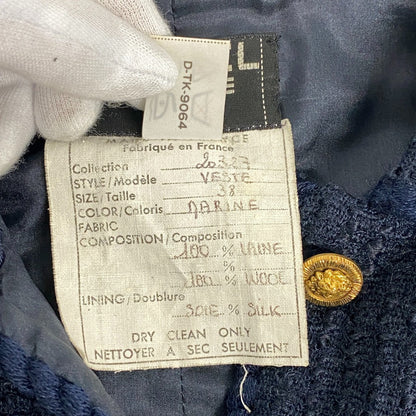 D-TK-9064
Fabriqué en France
Collection 20327
STYLE/Modèle VESTE
SIZE/Taille 38
COLOR/Coloris MARINE
FABRIC
COMPOSITION/Composition
100 % LAINE
%
100 % WOOL
LINING/Doublure
SOIE % SILK
DRY CLEAN ONLY
NETTOYER A SEC SEULEMENT